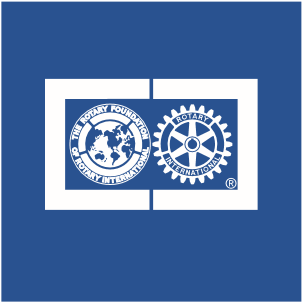 THE ROTARY FOUNDATION
OF ROTARY INTERNATIONAL
ROTARY
INTERNATIONAL
®